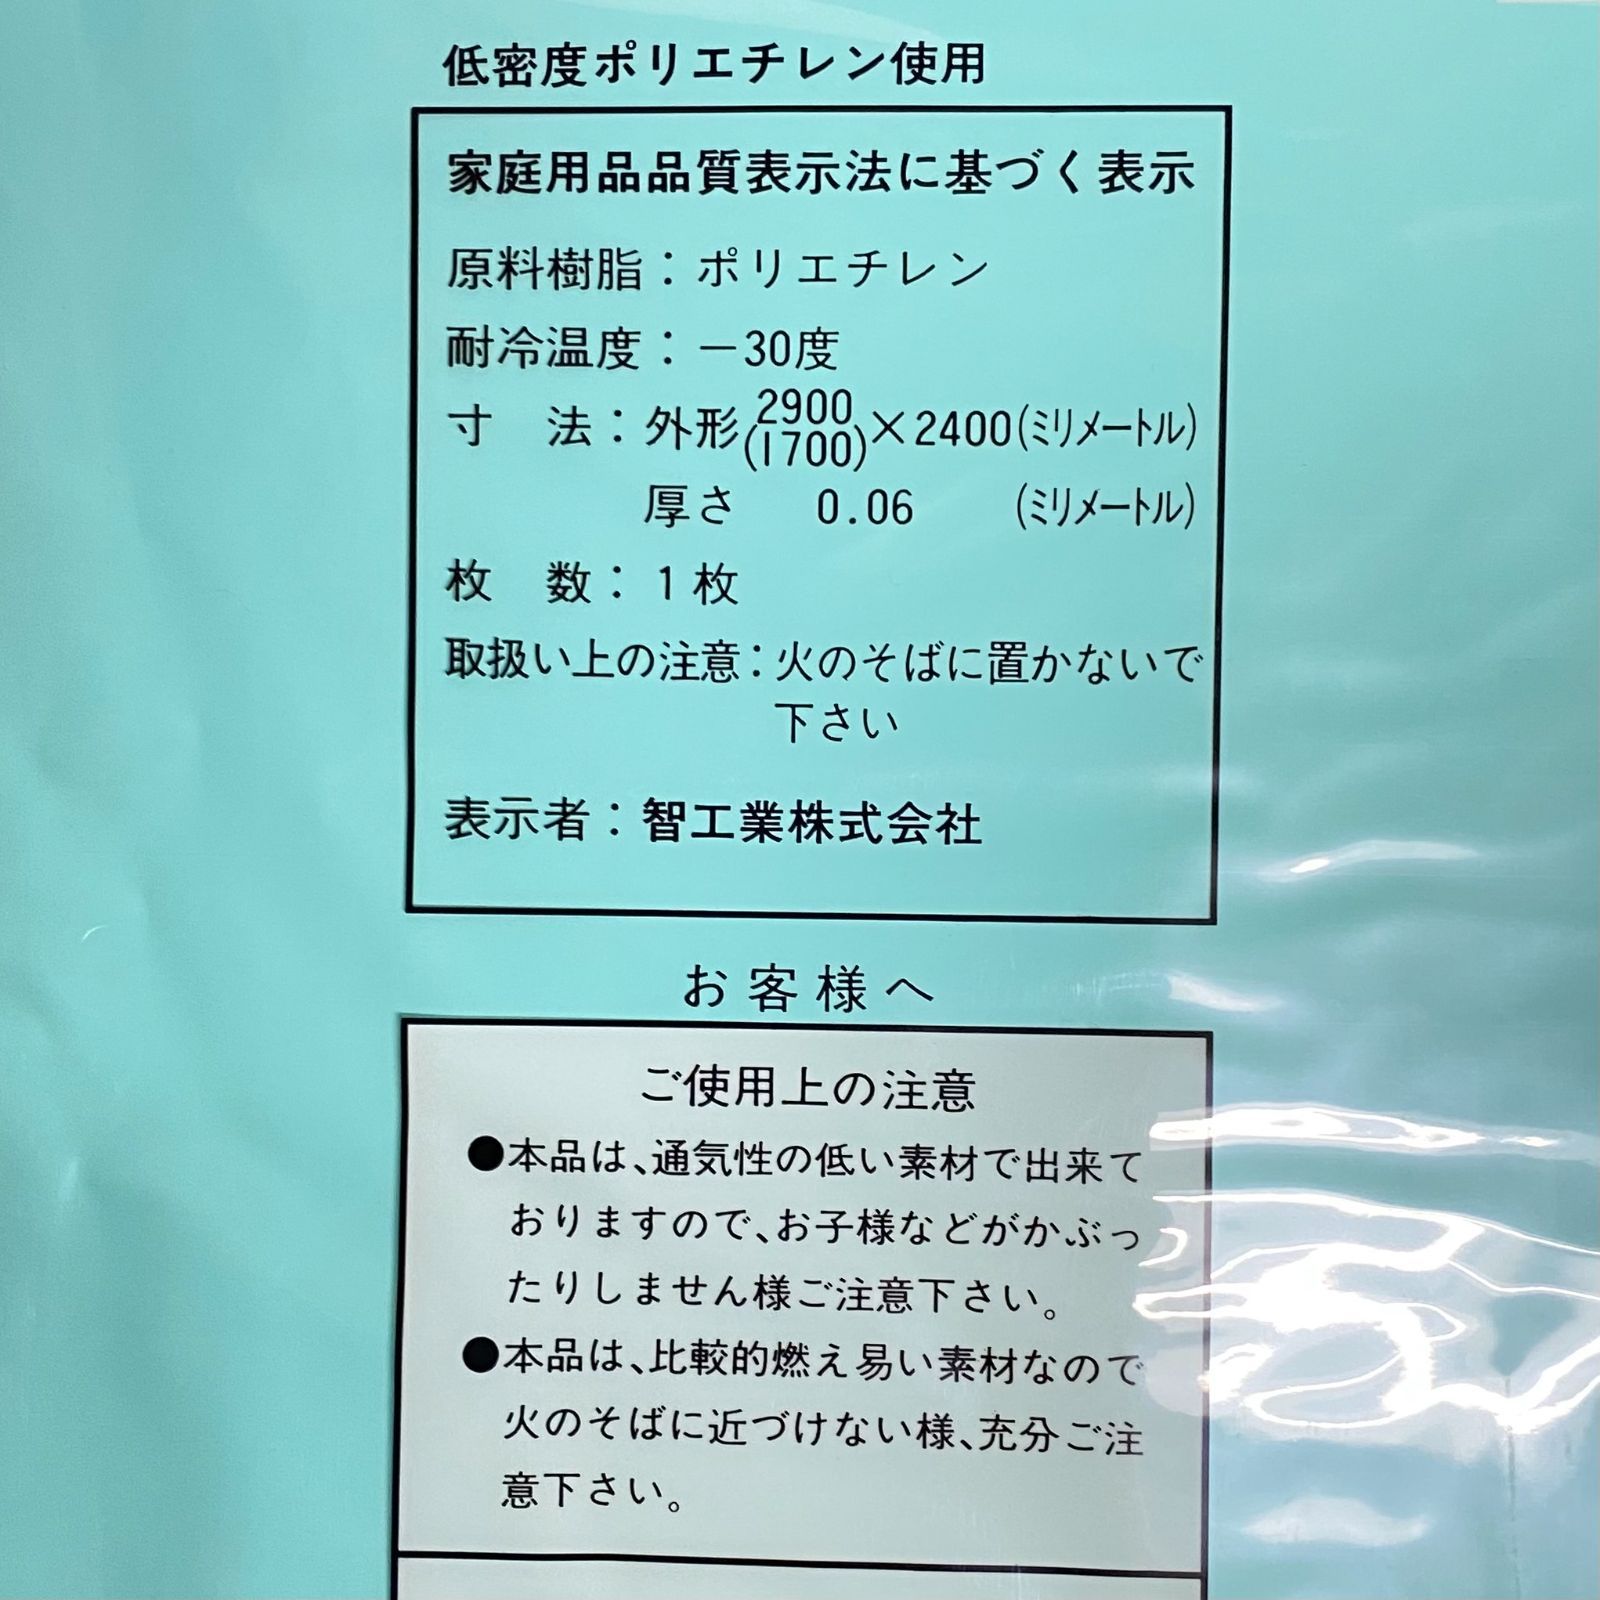 低密度ポリエチレン使用
家庭用品品質表示法に基づく表示
原料樹脂：ポリエチレン
耐冷温度：－30度
寸　法：外形2900(1700)×2400(ミリメートル)
厚さ　0.06　(ミリメートル)
枚　数：1枚
取扱い上の注意：火のそばに置かないで
下さい
表示者：智工業株式会社
お客様へ
ご使用上の注意
●本品は、通気性の低い素材で出来て
おりますので、お子様などがかぶっ
たりしません様ご注意下さい。
●本品は、比較的燃え易い素材なので
火のそばに近づけない様、充分ご注
意下さい。